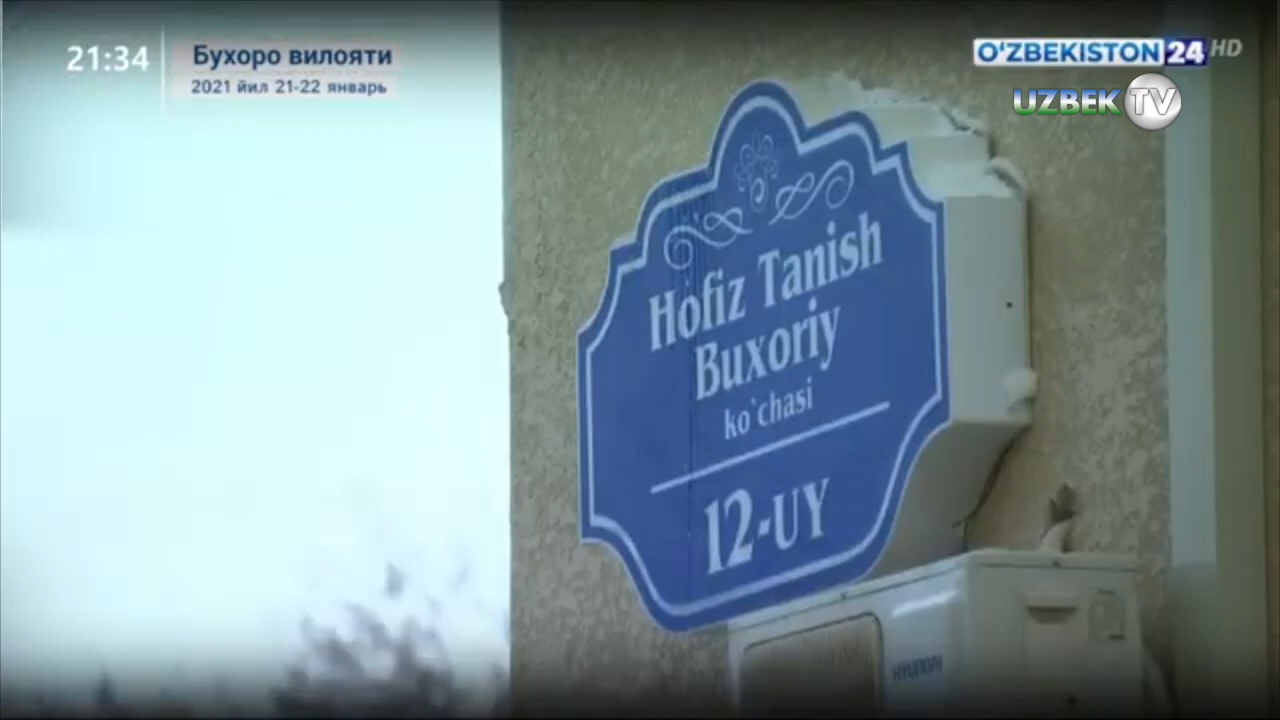 21:34
Бухоро вилояти
2021 йил 21-22 январь
O‘ZBEKISTON 24 HD
UZBEK TV
Hofiz Tanish
Buxoriy
ko`chasi
12-UY
HYUNDAI